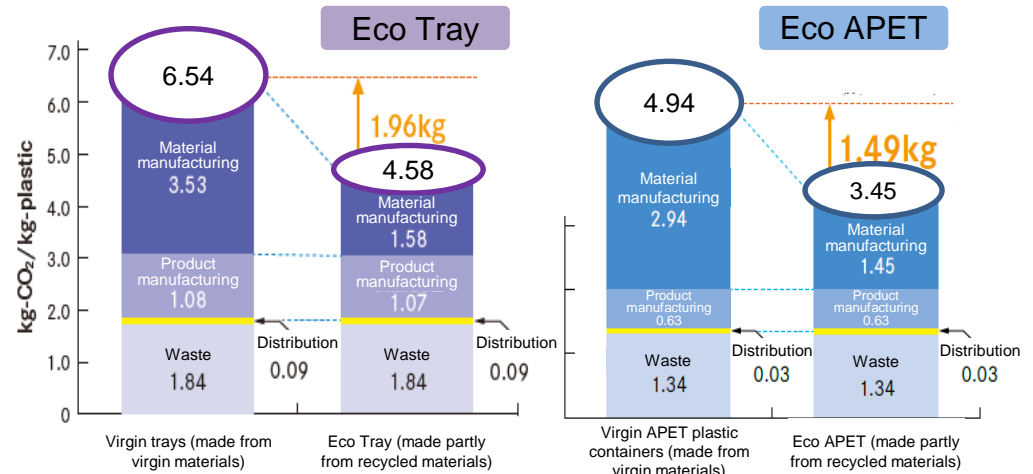 Eco Tray
Eco APET
kg-CO₂/kg-plastic
7.0
6.0
5.0
4.0
3.0
2.0
1.0
0
6.54
Material
manufacturing
3.53
Product
manufacturing
1.08
Waste
1.84
Distribution
0.09
1.96kg
4.58
Material
manufacturing
1.58
Product
manufacturing
1.07
Waste
1.84
Distribution
0.09
Virgin trays (made from
virgin materials)
Eco Tray (made partly
from recycled materials)
4.94
Material
manufacturing
2.94
Product
manufacturing
0.63
Waste
1.34
Distribution
0.03
1.49kg
3.45
Material
manufacturing
1.45
Product
manufacturing
0.63
Waste
1.34
Distribution
0.03
Virgin APET plastic
containers (made from
virgin materials)
Eco APET (made partly
from recycled materials)